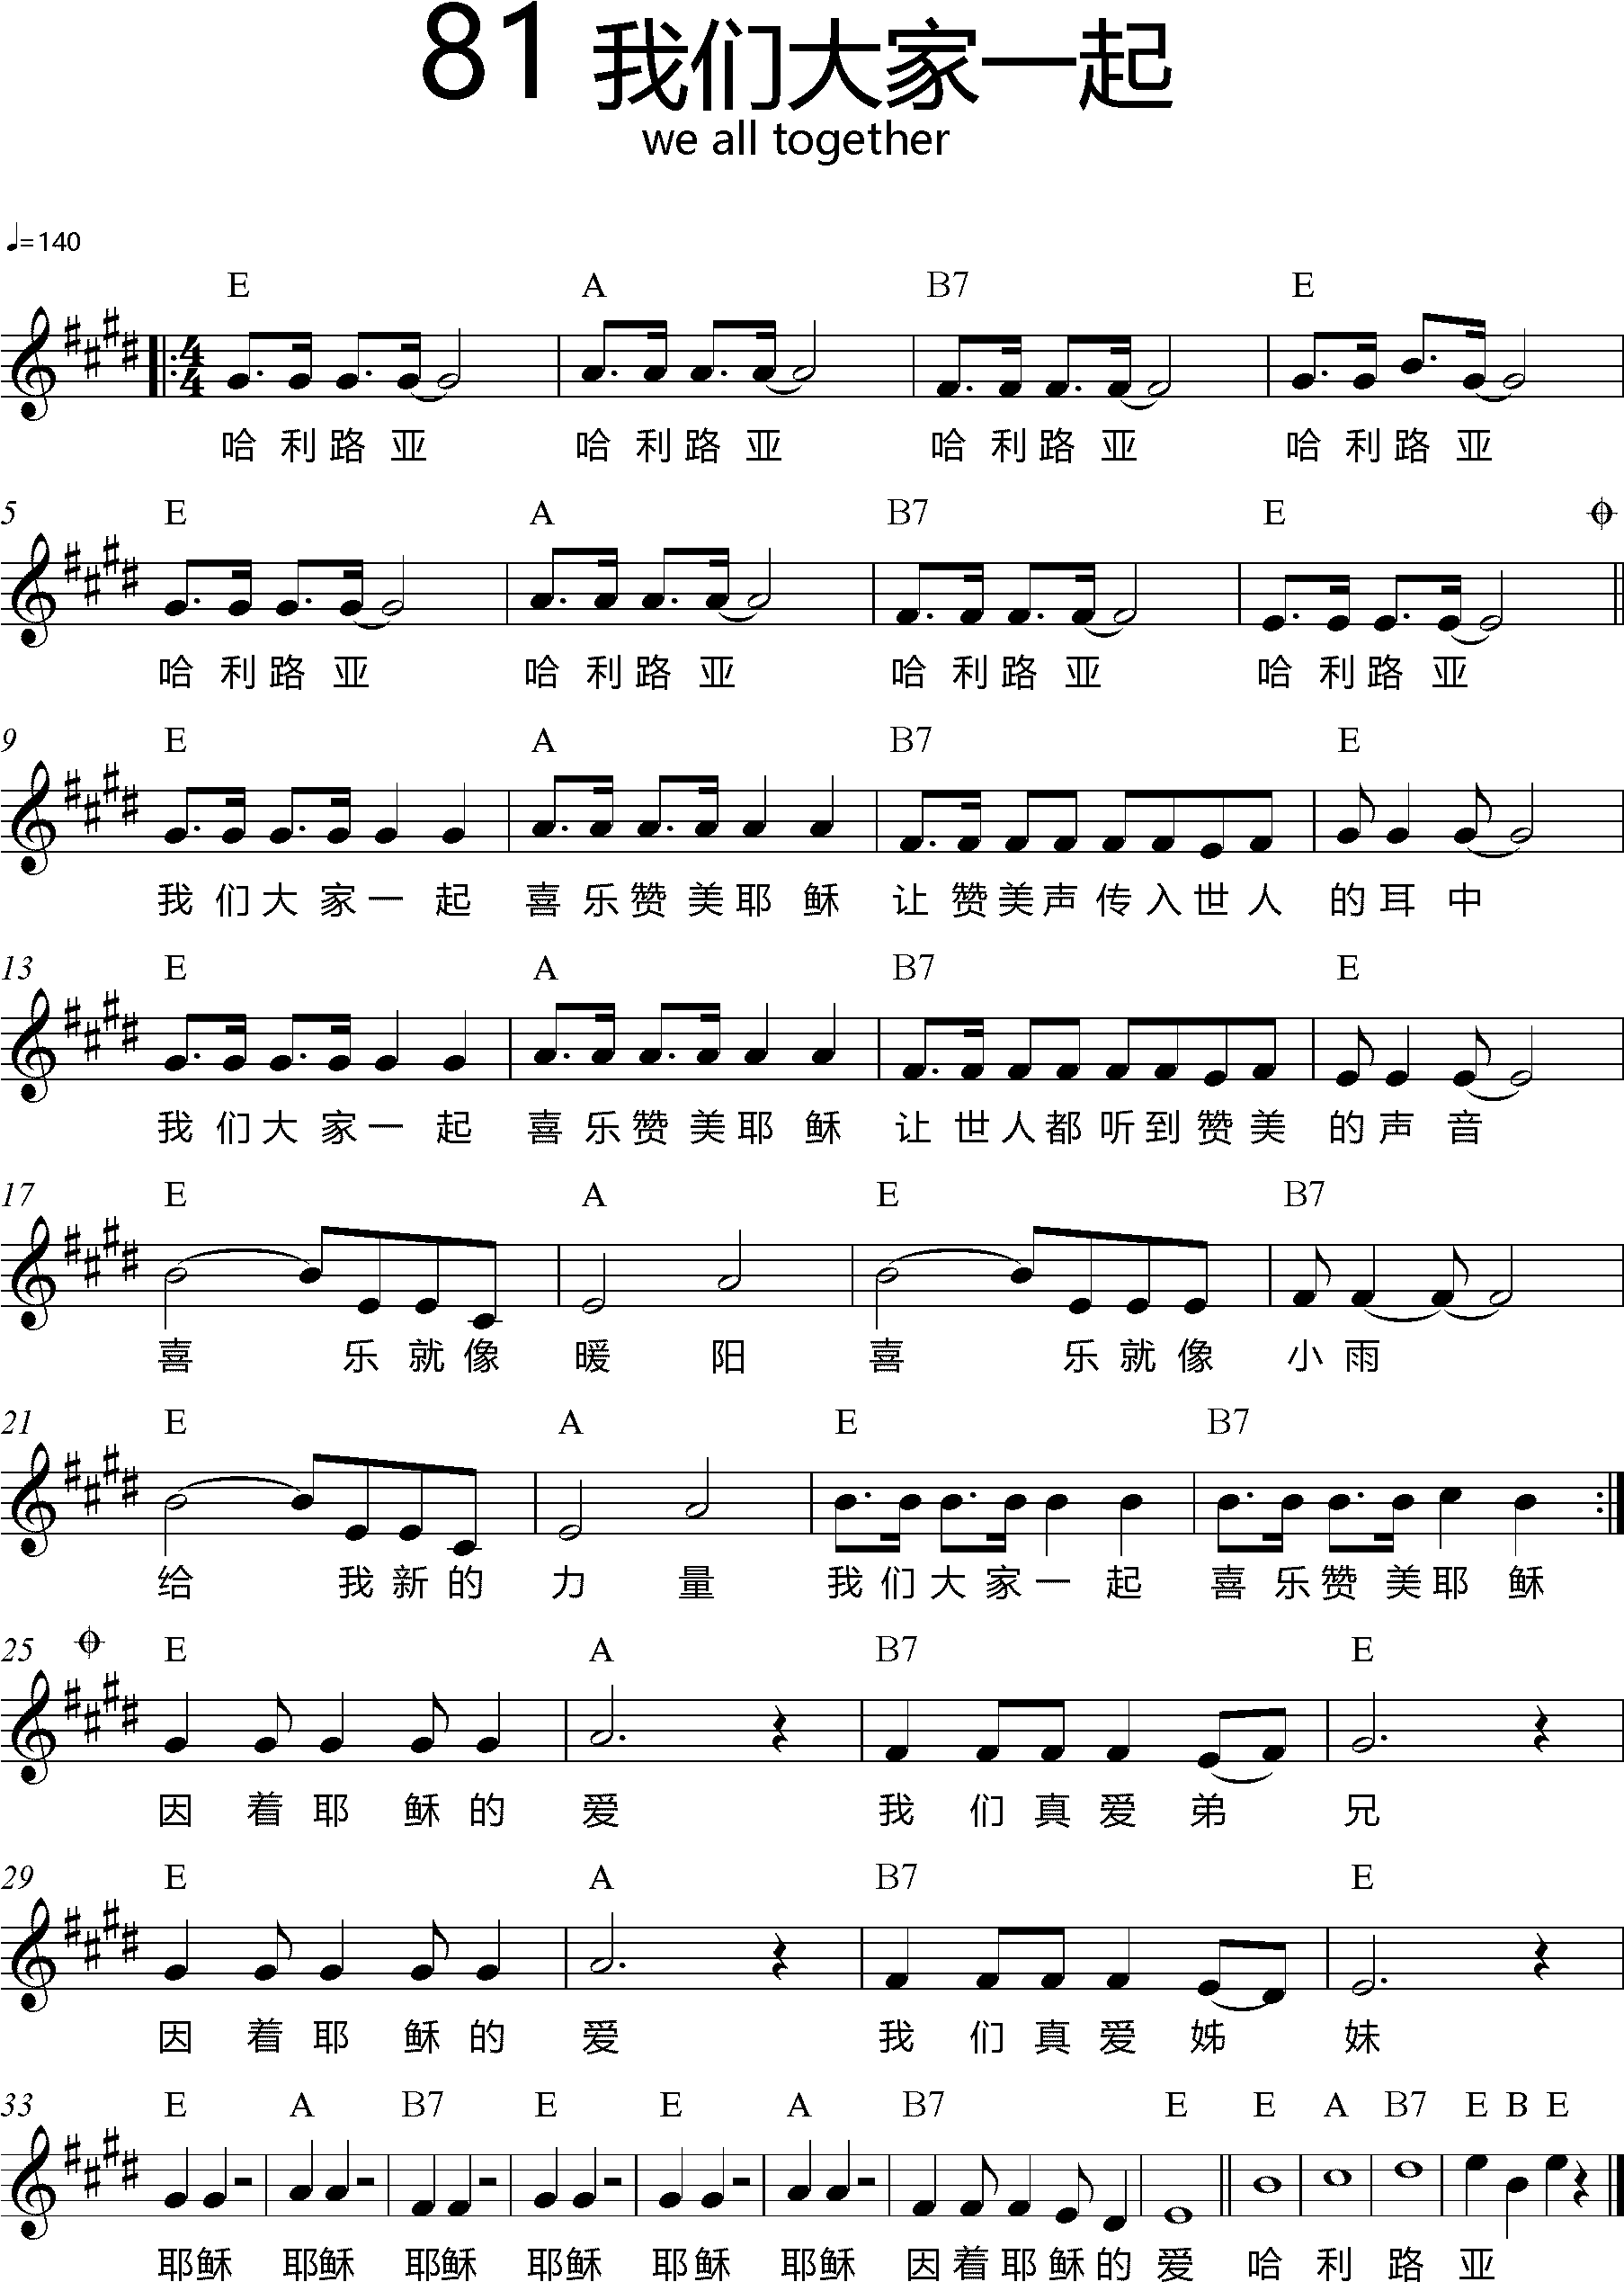 81 我们大家一起
we all together
♩=140
E A B7 E
哈利路亚 哈利路亚 哈利路亚 哈利路亚
5 E A B7 E
哈利路亚 哈利路亚 哈利路亚 哈利路亚
9 E A B7 E
我们大家一起 喜乐赞美耶稣 让赞美声传入世人 的耳中
13 E A B7 E
我们大家一起 喜乐赞美耶稣 让世人都听到赞美 的声音
17 E A E B7
喜 乐就像 暖阳 喜 乐就像 小雨
21 E A E B7
给 我新的 力量 我们大家一起 喜乐赞美耶稣
25 E A B7 E
因着耶稣的 爱 我们真爱弟 兄
29 E A B7 E
因着耶稣的 爱 我们真爱姊 妹
33 E A B7 E E A B7 E E A B7 E B E
耶稣 耶稣 耶稣 耶稣 耶稣 耶稣 因着耶稣的 爱 哈 利 路 亚